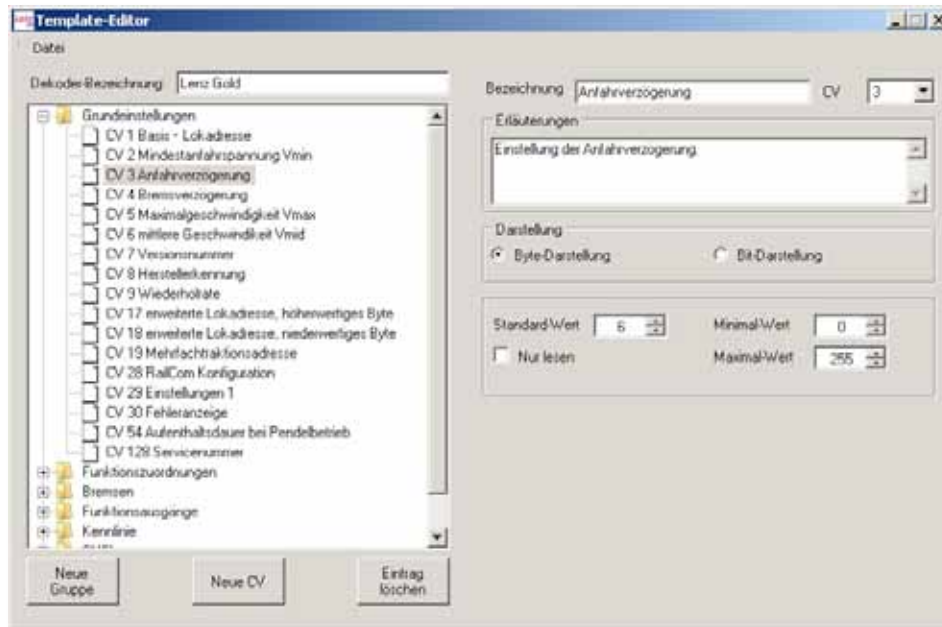 Template-Editor
Datei
Dekoder-Bezeichnung Lenz Gold
Grundeinstellungen
CV 1 Basis - Lokadresse
CV 2 Mindestanfahrspannung Vmin
CV 3 Anfahrverzögerung
CV 4 Bremsverzögerung
CV 5 Maximalgeschwindigkeit Vmax
CV 6 mittlere Geschwindikeit Vmid
CV 7 Versionsnummer
CV 8 Herstellerkennung
CV 9 Wiederholrate
CV 17 erweiterte Lokadresse, höherwertiges Byte
CV 18 erweiterte Lokadresse, niederwertiges Byte
CV 19 Mehrfachtraktionsadresse
CV 28 RailCom Konfiguration
CV 29 Einstellungen 1
CV 30 Fehleranzeige
CV 54 Aufenthaltsdauer bei Pendelbetrieb
CV 128 Servicenummer
Funktionszuordnungen
Bremsen
Funktionsausgänge
Kennlinie
Neue Gruppe
Neue CV
Eintrag löschen
Bezeichnung Anfahrverzögerung CV 3
Erläuterungen
Einstellung der Anfahrverzögerung.
Darstellung
Byte-Darstellung Bit-Darstellung
Standard-Wert 6 Minimal-Wert 0
Nur lesen Maximal-Wert 255